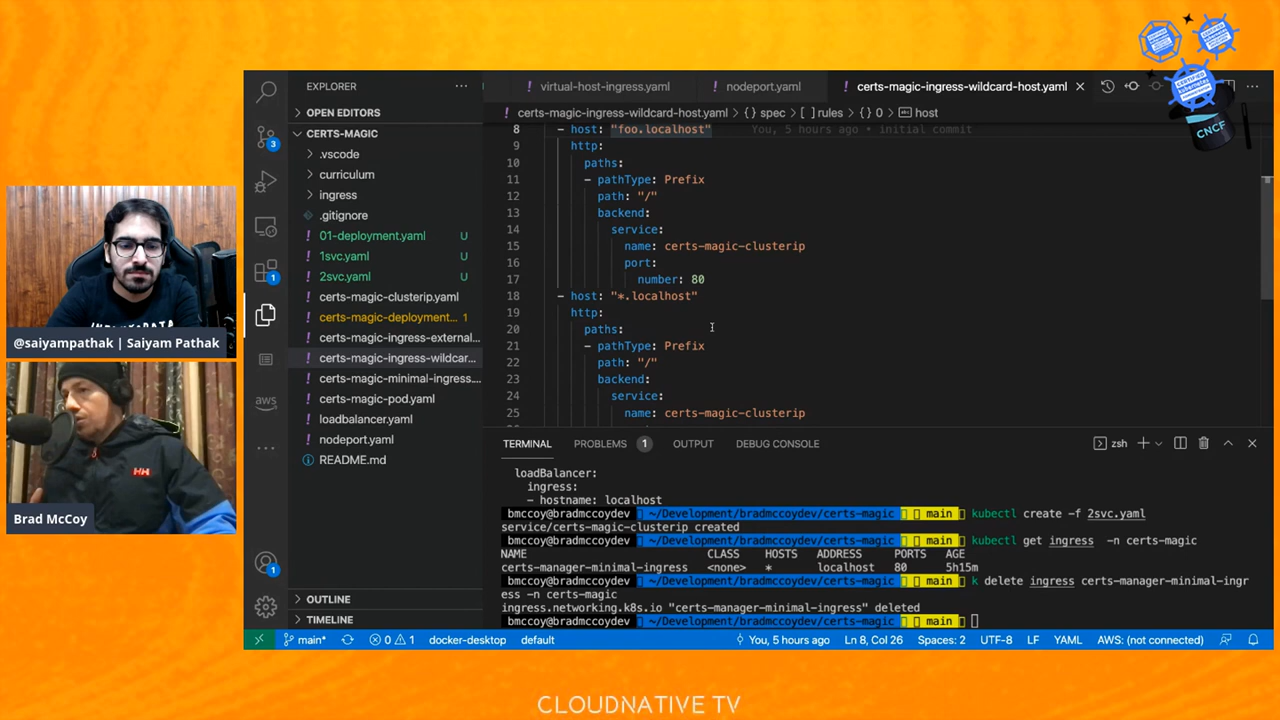 CNCF
EXPLORER
virtual-host-ingress.yaml
nodeport.yaml
certs-magic-ingress-wildcard-host.yaml
OPEN EDITORS
certs-magic-ingress-wildcard-host.yaml > {} spec > [ ] rules > {} 0 > host
CERTS-MAGIC
.vscode
curriculum
ingress
.gitignore
01-deployment.yaml U
1svc.yaml U
2svc.yaml U
certs-magic-clusterip.yaml
certs-magic-deployment... 1
certs-magic-ingress-external...
certs-magic-ingress-wildcar...
certs-magic-minimal-ingress....
certs-magic-pod.yaml
loadbalancer.yaml
nodeport.yaml
README.md
OUTLINE
TIMELINE
3
1
aws
1
8 - host: "foo.localhost" You, 5 hours ago • initial commit
9 http:
10 paths:
11 - pathType: Prefix
12 path: "/"
13 backend:
14 service:
15 name: certs-magic-clusterip
16 port:
17 number: 80
18 - host: "*.localhost"
19 http:
20 paths:
21 - pathType: Prefix
22 path: "/"
23 backend:
24 service:
25 name: certs-magic-clusterip
TERMINAL PROBLEMS 1 OUTPUT DEBUG CONSOLE zsh
loadBalancer:
ingress:
- hostname: localhost
bmccoy@bradmccoydev ~/Development/bradmccoydev/certs-magic main kubectl create -f 2svc.yaml
service/certs-magic-clusterip created
bmccoy@bradmccoydev ~/Development/bradmccoydev/certs-magic main kubectl get ingress -n certs-magic
NAME CLASS HOSTS ADDRESS PORTS AGE
certs-manager-minimal-ingress <none> * localhost 80 5h15m
bmccoy@bradmccoydev ~/Development/bradmccoydev/certs-magic main k delete ingress certs-manager-minimal-ingr
ess -n certs-magic
ingress.networking.k8s.io "certs-manager-minimal-ingress" deleted
bmccoy@bradmccoydev ~/Development/bradmccoydev/certs-magic main
main* 0 1 docker-desktop default You, 5 hours ago Ln 8, Col 26 Spaces: 2 UTF-8 LF YAML AWS: (not connected)
@saiyampathak | Saiyam Pathak
HH
Brad McCoy
CLOUDNATIVE TV